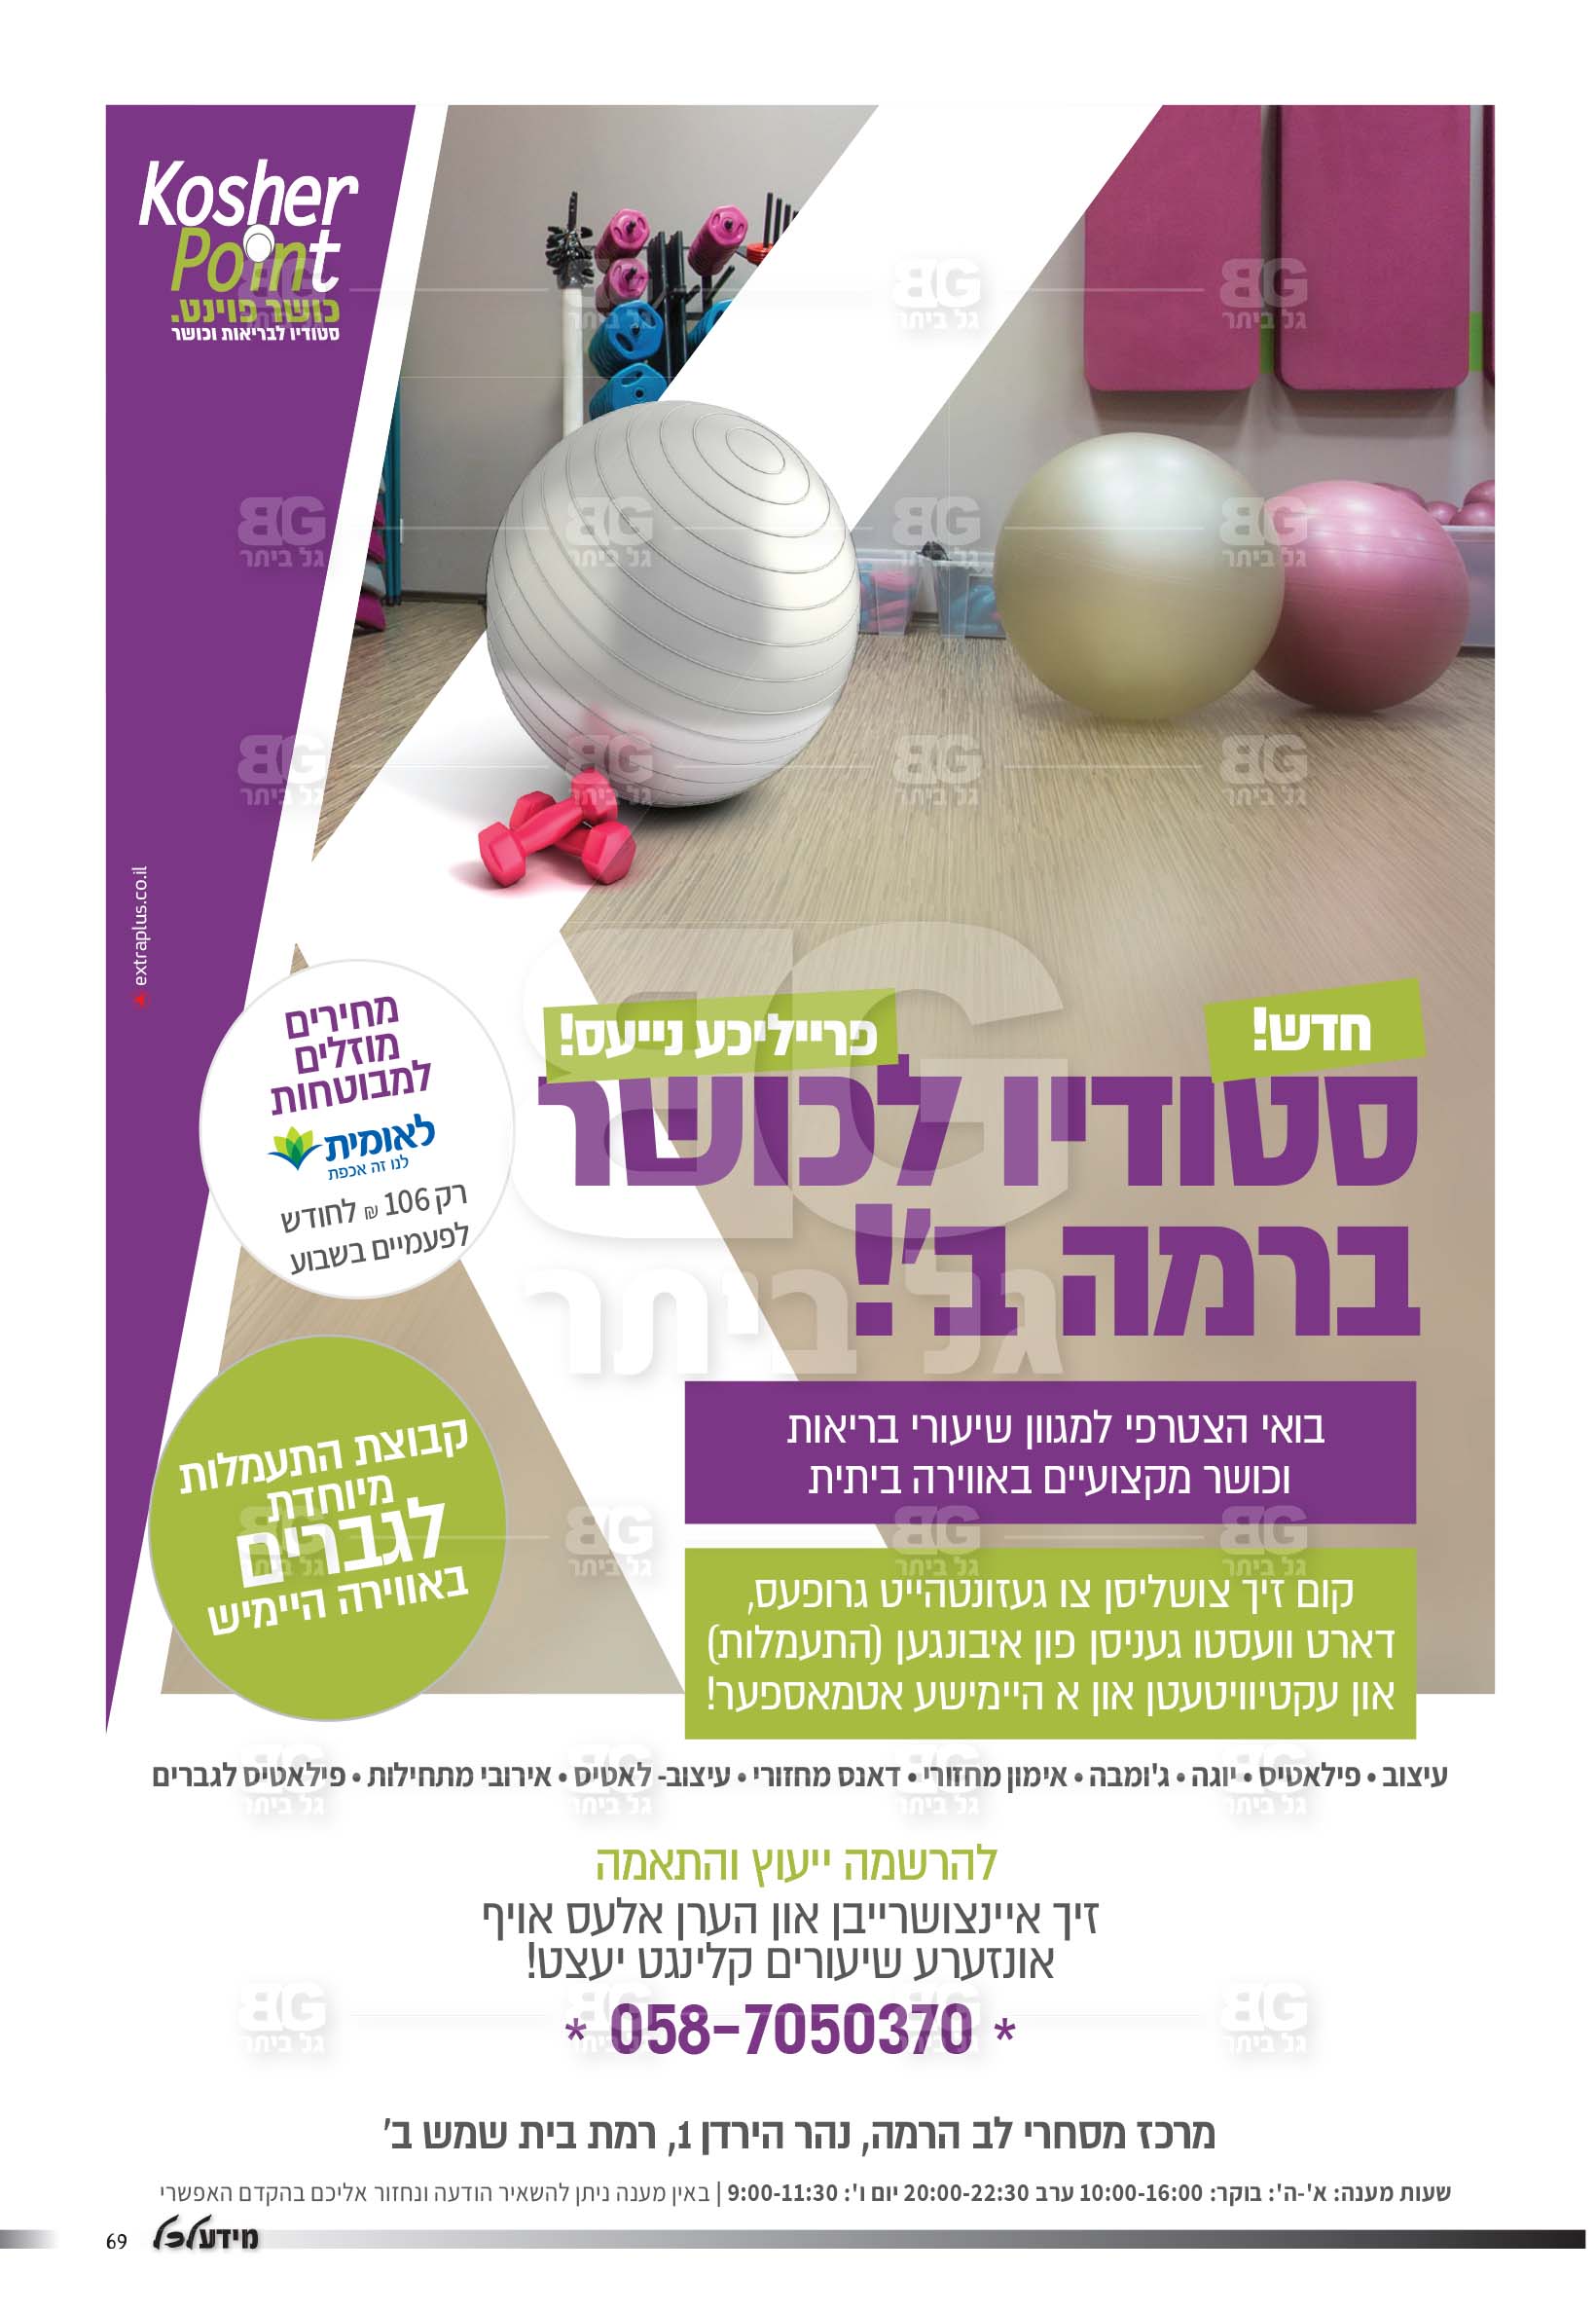 Kosher
Point
כושר פוינט.
סטודיו לבריאות וכושר
extraplus.co.il
חדש!
פרייליכע נייעס!
סטודיו לכושר
ברמה ב'!
מחירים
מוזלים
למבוטחות
לאומית
לנו זה אכפת
רק 106 ₪ לחודש
לפעמיים בשבוע
בואי הצטרפי למגוון שיעורי בריאות
וכושר מקצועיים באווירה ביתית
קבוצת התעמלות
מיוחדת
לגברים
באווירה היימיש
קום זיך צושליסן צו געזונטהייט גרופעס,
דארט וועסטו געניסן פון איבונגען (התעמלות)
און עקטיוויטעטן און א היימישע אטמאספער!
עיצוב • פילאטיס • יוגה • ג'ומבה • אימון מחזורי • דאנס מחזורי • עיצוב- לאטיס • אירובי מתחילות • פילאטיס לגברים
להרשמה ייעוץ והתאמה
זיך איינצושרייבן און הערן אלעס אויף
אונזערע שיעורים קלינגט יעצט!
* 058-7050370 *
מרכז מסחרי לב הרמה, נהר הירדן 1, רמת בית שמש ב'
שעות מענה: א'-ה': בוקר: 10:00-16:00 ערב 20:00-22:30 יום ו': 9:00-11:30 | באין מענה ניתן להשאיר הודעה ונחזור אליכם בהקדם האפשרי
מידע לכל
69
BG
גל ביתר